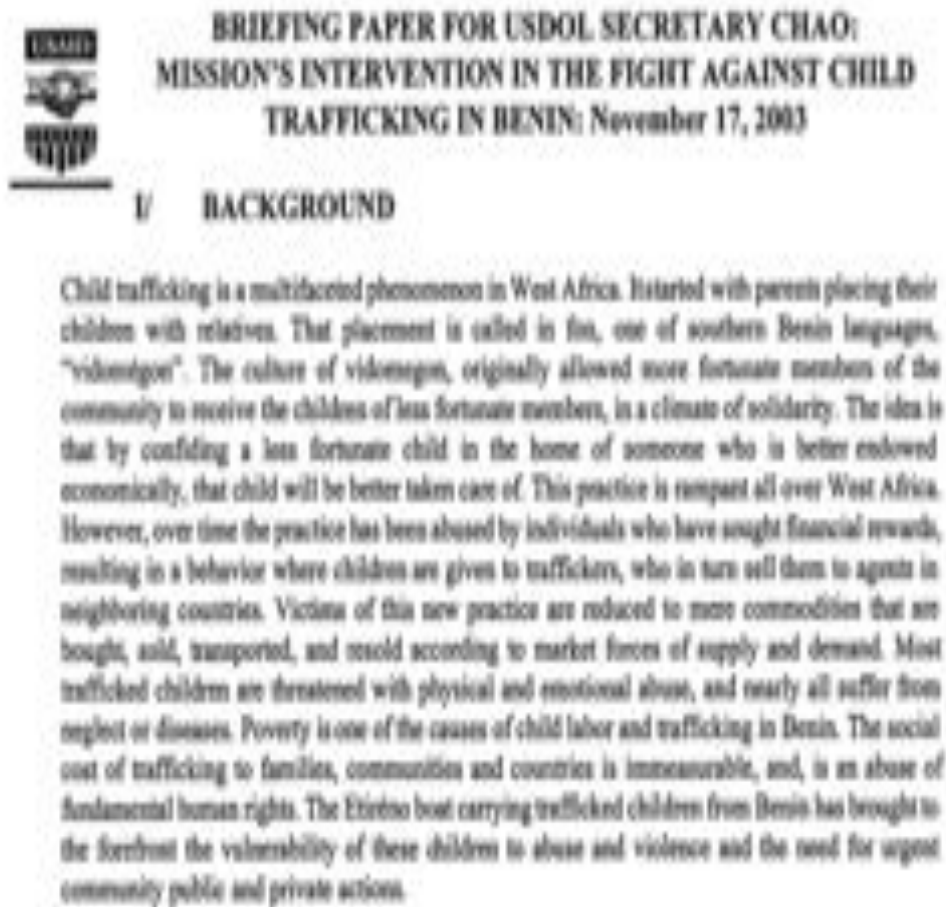 USAID
BRIEFING PAPER FOR USDOL SECRETARY CHAO:
MISSION'S INTERVENTION IN THE FIGHT AGAINST CHILD
TRAFFICKING IN BENIN: November 17, 2003
I/ BACKGROUND
Child trafficking is a multifaceted phenomenon in West Africa. Itstarted with parents placing their
children with relatives. That placement is called in fon, one of southern Benin languages,
"vidomégon". The culture of vidomegon, originally allowed more fortunate members of the
community to receive the children of less fortunate members, in a climate of solidarity. The idea is
that by confiding a less fortunate child in the home of someone who is better endowed
economically, that child will be better taken care of. This practice is rampant all over West Africa.
However, over time the practice has been abused by individuals who have sought financial rewards,
resulting in a behavior where children are given to traffickers, who in turn sell them to agents in
neighboring countries. Victims of this new practice are reduced to mere commodities that are
bought, sold, transported, and resold according to market forces of supply and demand. Most
trafficked children are threatened with physical and emotional abuse, and nearly all suffer from
neglect or diseases. Poverty is one of the causes of child labor and trafficking in Benin. The social
cost of trafficking to families, communities and countries is immeasurable, and, is an abuse of
fundamental human rights. The Etiréno boat carrying trafficked children from Benin has brought to
the forefront the vulnerability of these children to abuse and violence and the need for urgent
community public and private actions.